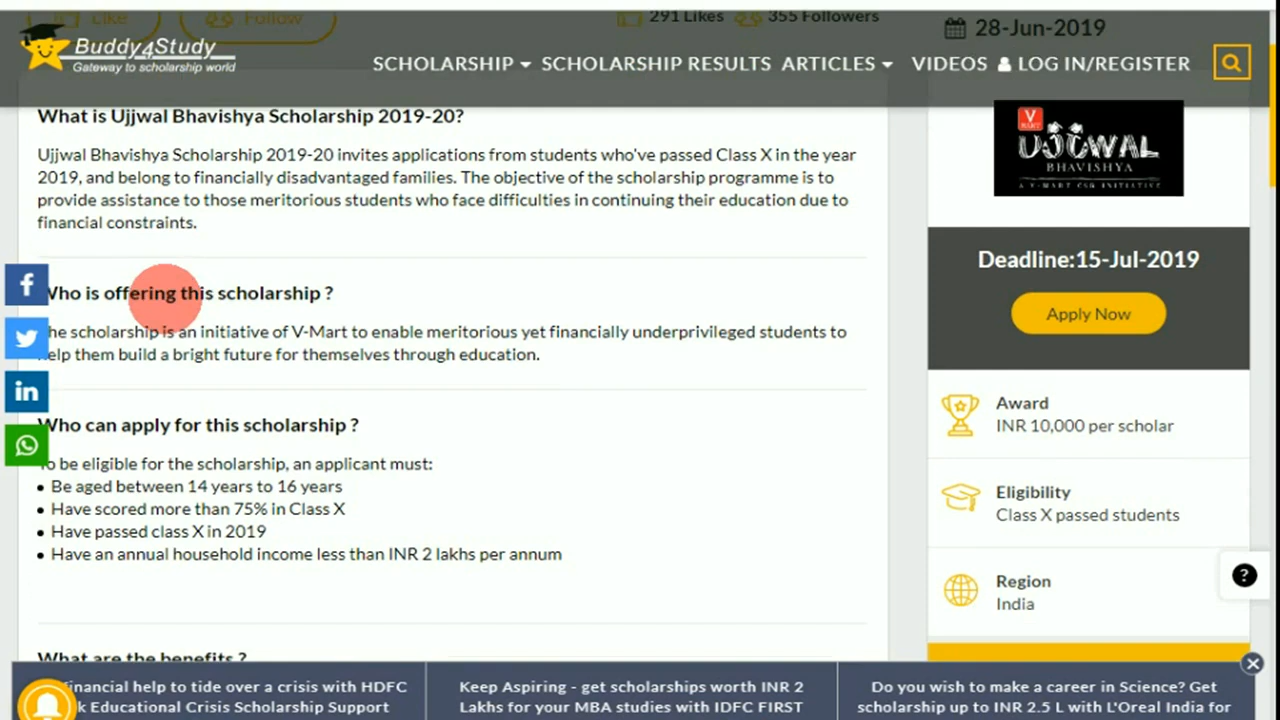 Like
Follow
291 Likes
355 Followers
28-Jun-2019
Buddy4Study
Gateway to scholarship world
SCHOLARSHIP
SCHOLARSHIP RESULTS
ARTICLES
VIDEOS
LOG IN/REGISTER
What is Ujjwal Bhavishya Scholarship 2019-20?
Ujjwal Bhavishya Scholarship 2019-20 invites applications from students who've passed Class X in the year
2019, and belong to financially disadvantaged families. The objective of the scholarship programme is to
provide assistance to those meritorious students who face difficulties in continuing their education due to
financial constraints.
Who is offering this scholarship ?
he scholarship is an initiative of V-Mart to enable meritorious yet financially underprivileged students to
elp them build a bright future for themselves through education.
Who can apply for this scholarship ?
o be eligible for the scholarship, an applicant must:
• Be aged between 14 years to 16 years
• Have scored more than 75% in Class X
• Have passed class X in 2019
• Have an annual household income less than INR 2 lakhs per annum
What are the benefits ?
V
MART
UJJWAL
BHAVISHYA
A V-MART CSR INITIATIVE
Deadline:15-Jul-2019
Apply Now
Award
INR 10,000 per scholar
Eligibility
Class X passed students
Region
India
?
inancial help to tide over a crisis with HDFC
k Educational Crisis Scholarship Support
Keep Aspiring - get scholarships worth INR 2
Lakhs for your MBA studies with IDFC FIRST
Do you wish to make a career in Science? Get
scholarship up to INR 2.5 L with L'Oreal India for